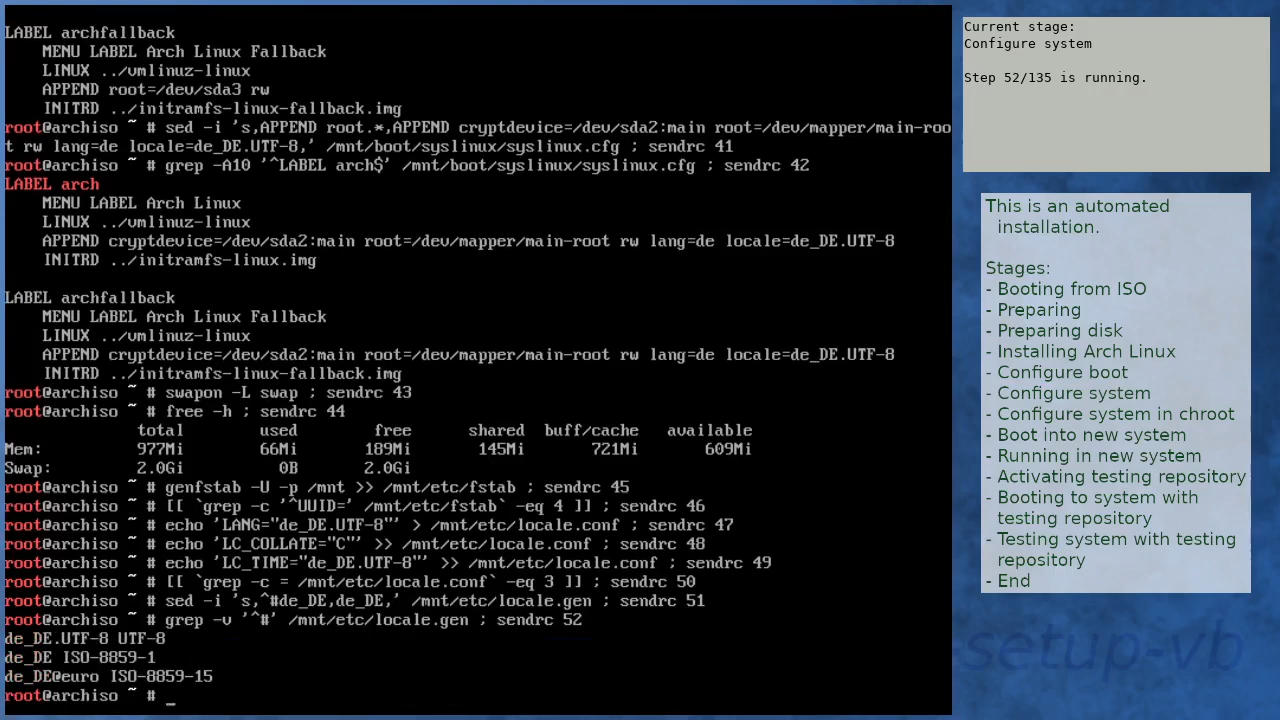 LABEL archfallback
    MENU LABEL Arch Linux Fallback
    LINUX ../vmlinuz-linux
    APPEND root=/dev/sda3 rw
    INITRD ../initramfs-linux-fallback.img
root@archiso ~ # sed -i 's,APPEND root.*,APPEND cryptdevice=/dev/sda2:main root=/dev/mapper/main-roo
t rw lang=de locale=de_DE.UTF-8,' /mnt/boot/syslinux/syslinux.cfg ; sendrc 41
root@archiso ~ # grep -A10 '^LABEL arch$' /mnt/boot/syslinux/syslinux.cfg ; sendrc 42
LABEL arch
    MENU LABEL Arch Linux
    LINUX ../vmlinuz-linux
    APPEND cryptdevice=/dev/sda2:main root=/dev/mapper/main-root rw lang=de locale=de_DE.UTF-8
    INITRD ../initramfs-linux.img

LABEL archfallback
    MENU LABEL Arch Linux Fallback
    LINUX ../vmlinuz-linux
    APPEND cryptdevice=/dev/sda2:main root=/dev/mapper/main-root rw lang=de locale=de_DE.UTF-8
    INITRD ../initramfs-linux-fallback.img
root@archiso ~ # swapon -L swap ; sendrc 43
root@archiso ~ # free -h ; sendrc 44
              total        used        free      shared  buff/cache   available
Mem:          977Mi        66Mi       189Mi       145Mi       721Mi       609Mi
Swap:         2.0Gi          0B       2.0Gi
root@archiso ~ # genfstab -U -p /mnt >> /mnt/etc/fstab ; sendrc 45
root@archiso ~ # [[ `grep -c '^UUID=' /mnt/etc/fstab` -eq 4 ]] ; sendrc 46
root@archiso ~ # echo 'LANG="de_DE.UTF-8"' > /mnt/etc/locale.conf ; sendrc 47
root@archiso ~ # echo 'LC_COLLATE="C"' >> /mnt/etc/locale.conf ; sendrc 48
root@archiso ~ # echo 'LC_TIME="de_DE.UTF-8"' >> /mnt/etc/locale.conf ; sendrc 49
root@archiso ~ # [[ `grep -c = /mnt/etc/locale.conf` -eq 3 ]] ; sendrc 50
root@archiso ~ # sed -i 's,^#de_DE,de_DE,' /mnt/etc/locale.gen ; sendrc 51
root@archiso ~ # grep -v '^#' /mnt/etc/locale.gen ; sendrc 52
de_DE.UTF-8 UTF-8
de_DE ISO-8859-1
de_DE@euro ISO-8859-15
root@archiso ~ # _
Current stage:
Configure system

Step 52/135 is running.
This is an automated
installation.

Stages:
- Booting from ISO
- Preparing
- Preparing disk
- Installing Arch Linux
- Configure boot
- Configure system
- Configure system in chroot
- Boot into new system
- Running in new system
- Activating testing repository
- Booting to system with
testing repository
- Testing system with testing
repository
- End
-setup-vb